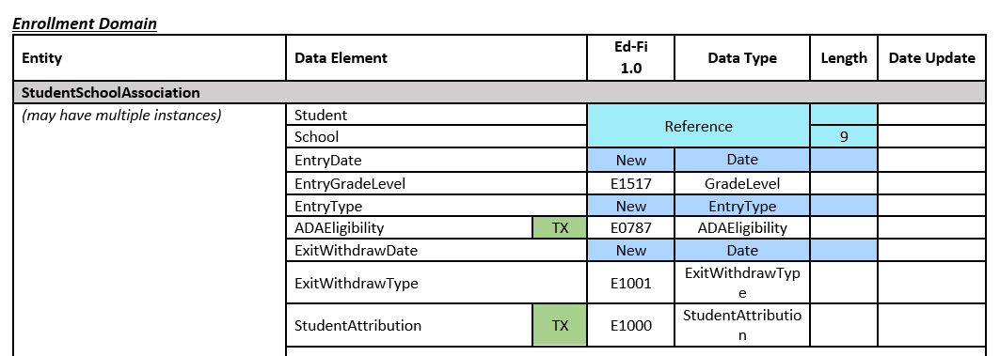 Enrollment Domain
Entity Data Element Ed-Fi 1.0 Data Type Length Date Update
StudentSchoolAssociation
(may have multiple instances) Student
Reference
School 9
EntryDate New Date
EntryGradeLevel E1517 GradeLevel
EntryType New EntryType
ADAEligibility TX E0787 ADAEligibility
ExitWithdrawDate New Date
ExitWithdrawType E1001 ExitWithdrawTyp
e
StudentAttribution TX E1000 StudentAttributio
n